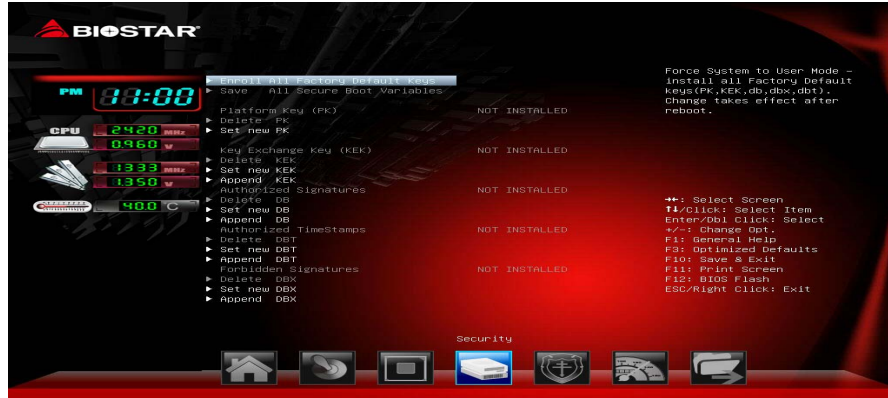 BIOSTAR
PM 11:00
CPU 2420 MHz
0.960 V
1333 MHz
1.350 V
40.0 C
► Enroll All Factory Default Keys
► Save   All Secure Boot Variables
Platform Key (PK) NOT INSTALLED
► Delete  PK
► Set new PK
Key Exchange Key (KEK) NOT INSTALLED
► Delete  KEK
► Set new KEK
► Append  KEK
Authorized Signatures NOT INSTALLED
► Delete  DB
► Set new DB
► Append  DB
Authorized TimeStamps NOT INSTALLED
► Delete  DBT
► Set new DBT
► Append  DBT
Forbidden Signatures NOT INSTALLED
► Delete  DBX
► Set new DBX
► Append  DBX
Force System to User Mode –
install all Factory Default
keys(PK,KEK,db,dbx,dbt).
Change takes effect after
reboot.
→←: Select Screen
↑↓/Click: Select Item
Enter/Dbl Click: Select
+/-: Change Opt.
F1: General Help
F3: Optimized Defaults
F10: Save & Exit
F11: Print Screen
F12: BIOS Flash
ESC/Right Click: Exit
Security